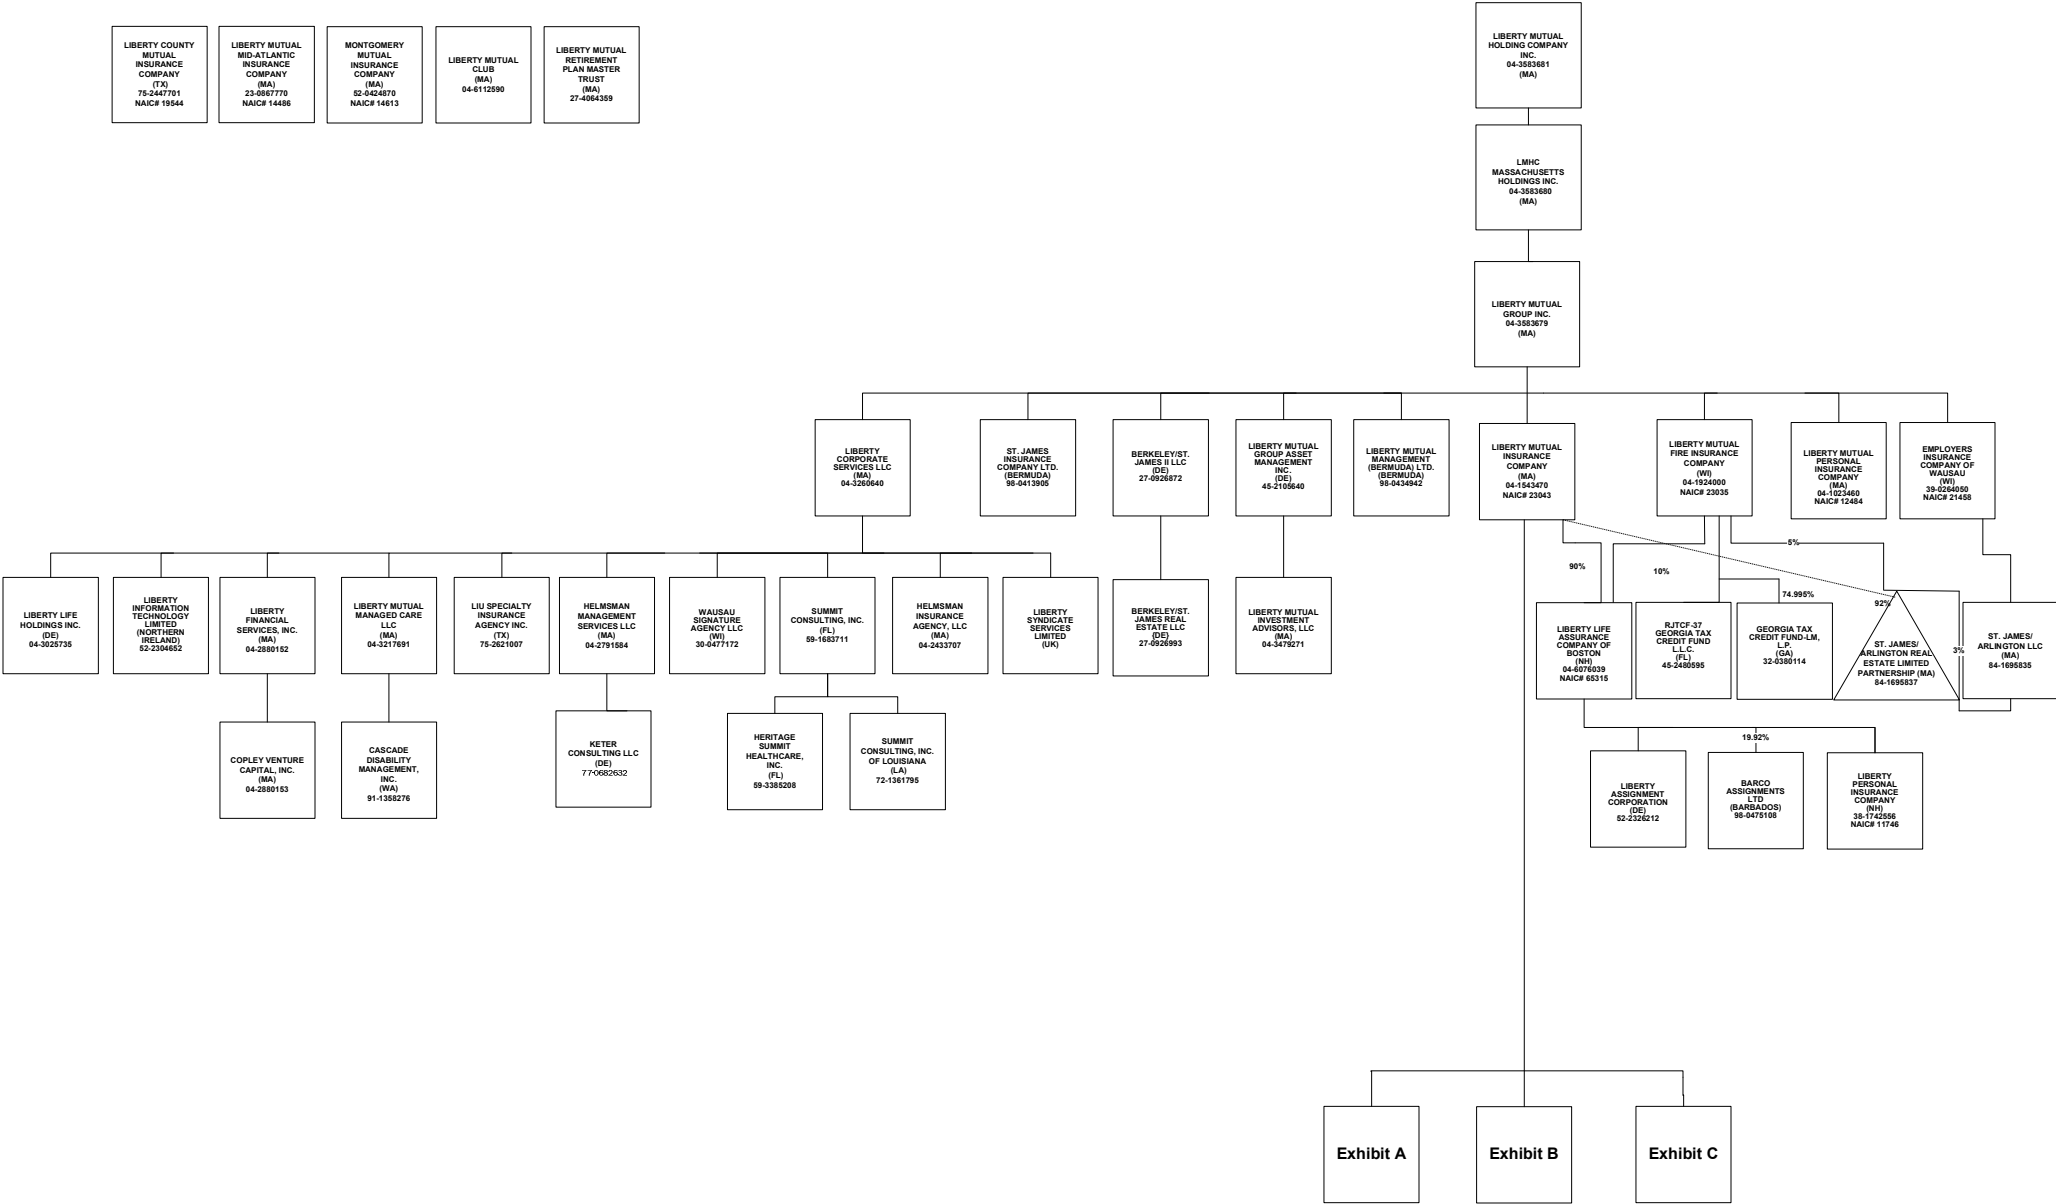 LIBERTY COUNTY
MUTUAL
INSURANCE
COMPANY
(TX)
75-2447701
NAIC# 19544
LIBERTY MUTUAL
MID-ATLANTIC
INSURANCE
COMPANY
(MA)
23-0867770
NAIC# 14486
MONTGOMERY
MUTUAL
INSURANCE
COMPANY
(MA)
52-0424870
NAIC# 14613
LIBERTY MUTUAL
CLUB
(MA)
04-6112590
LIBERTY MUTUAL
RETIREMENT
PLAN MASTER
TRUST
(MA)
27-4064359
LIBERTY MUTUAL
HOLDING COMPANY
INC.
04-3583681
(MA)
LMHC
MASSACHUSETTS
HOLDINGS INC.
04-3583680
(MA)
LIBERTY MUTUAL
GROUP INC.
04-3583679
(MA)
LIBERTY
CORPORATE
SERVICES LLC
(MA)
04-3260640
ST. JAMES
INSURANCE
COMPANY LTD.
(BERMUDA)
98-0413905
BERKELEY/ST.
JAMES II LLC
(DE)
27-0926872
LIBERTY MUTUAL
GROUP ASSET
MANAGEMENT
INC.
(DE)
45-2105640
LIBERTY MUTUAL
MANAGEMENT
(BERMUDA) LTD.
(BERMUDA)
98-0434942
LIBERTY MUTUAL
INSURANCE
COMPANY
(MA)
04-1543470
NAIC# 23043
LIBERTY MUTUAL
FIRE INSURANCE
COMPANY
(WI)
04-1924000
NAIC# 23035
LIBERTY MUTUAL
PERSONAL
INSURANCE
COMPANY
(MA)
04-1023460
NAIC# 12484
EMPLOYERS
INSURANCE
COMPANY OF
WAUSAU
(WI)
39-0264050
NAIC# 21458
5%
90%
10%
74.995%
92%
3%
LIBERTY LIFE
HOLDINGS INC.
(DE)
04-3025735
LIBERTY
INFORMATION
TECHNOLOGY
LIMITED
(NORTHERN
IRELAND)
52-2304652
LIBERTY
FINANCIAL
SERVICES, INC.
(MA)
04-2880152
LIBERTY MUTUAL
MANAGED CARE
LLC
(MA)
04-3217691
LIU SPECIALTY
INSURANCE
AGENCY INC.
(TX)
75-2621007
HELMSMAN
MANAGEMENT
SERVICES LLC
(MA)
04-2791584
WAUSAU
SIGNATURE
AGENCY LLC
(WI)
30-0477172
SUMMIT
CONSULTING, INC.
(FL)
59-1683711
HELMSMAN
INSURANCE
AGENCY, LLC
(MA)
04-2433707
LIBERTY
SYNDICATE
SERVICES
LIMITED
(UK)
BERKELEY/ST.
JAMES REAL
ESTATE LLC
(DE)
27-0926993
LIBERTY MUTUAL
INVESTMENT
ADVISORS, LLC
(MA)
04-3479271
LIBERTY LIFE
ASSURANCE
COMPANY OF
BOSTON
(NH)
04-6076039
NAIC# 65315
RJTCF-37
GEORGIA TAX
CREDIT FUND
L.L.C.
(FL)
45-2480595
GEORGIA TAX
CREDIT FUND-LM,
L.P.
(GA)
32-0380114
ST. JAMES/
ARLINGTON REAL
ESTATE LIMITED
PARTNERSHIP (MA)
84-1695837
ST. JAMES/
ARLINGTON LLC
(MA)
84-1695835
COPLEY VENTURE
CAPITAL, INC.
(MA)
04-2880153
CASCADE
DISABILITY
MANAGEMENT,
INC.
(WA)
91-1358276
KETER
CONSULTING LLC
(DE)
77-0682632
HERITAGE
SUMMIT
HEALTHCARE,
INC.
(FL)
59-3385208
SUMMIT
CONSULTING, INC.
OF LOUISIANA
(LA)
72-1361795
19.92%
LIBERTY
ASSIGNMENT
CORPORATION
(DE)
52-2326212
BARCO
ASSIGNMENTS
LTD
(BARBADOS)
98-0475108
LIBERTY
PERSONAL
INSURANCE
COMPANY
(NH)
38-1742556
NAIC# 11746
Exhibit A
Exhibit B
Exhibit C